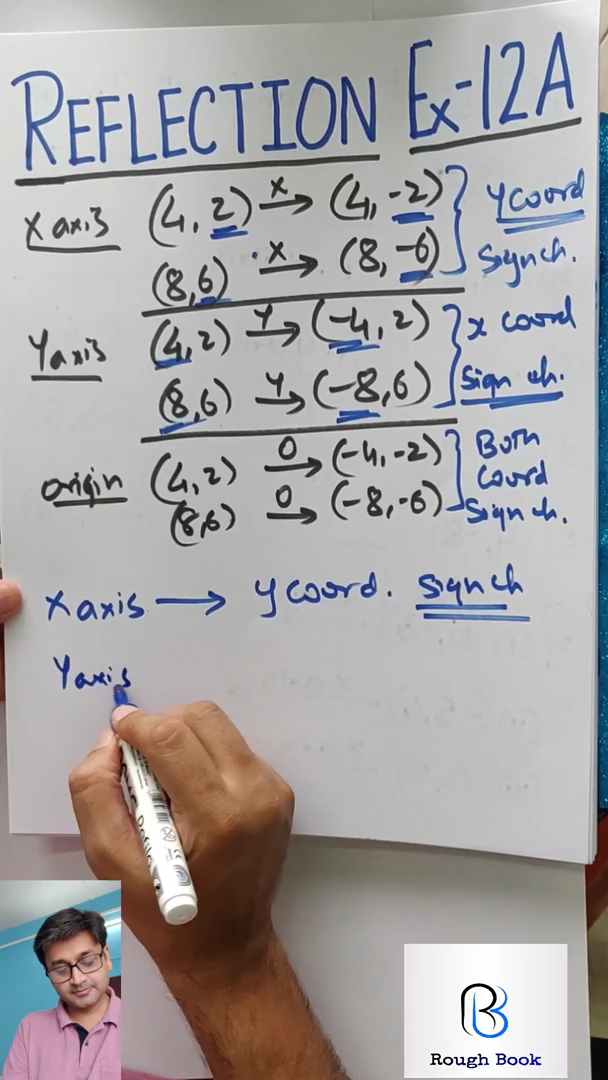 REFLECTION Ex-12A
X axis (4, 2) x→ (4, -2) y coord
(8,6) x→ (8, -6) sign ch.
Y axis (4,2) Y→ (-4, 2) x coord
(8,6) Y→ (-8,6) sign ch.
origin (4,2) O→ (-4, -2) Both
coord
(8,6) O→ (-8, -6) sign ch.
X axis → y coord. sign ch
Y axis
Rough Book